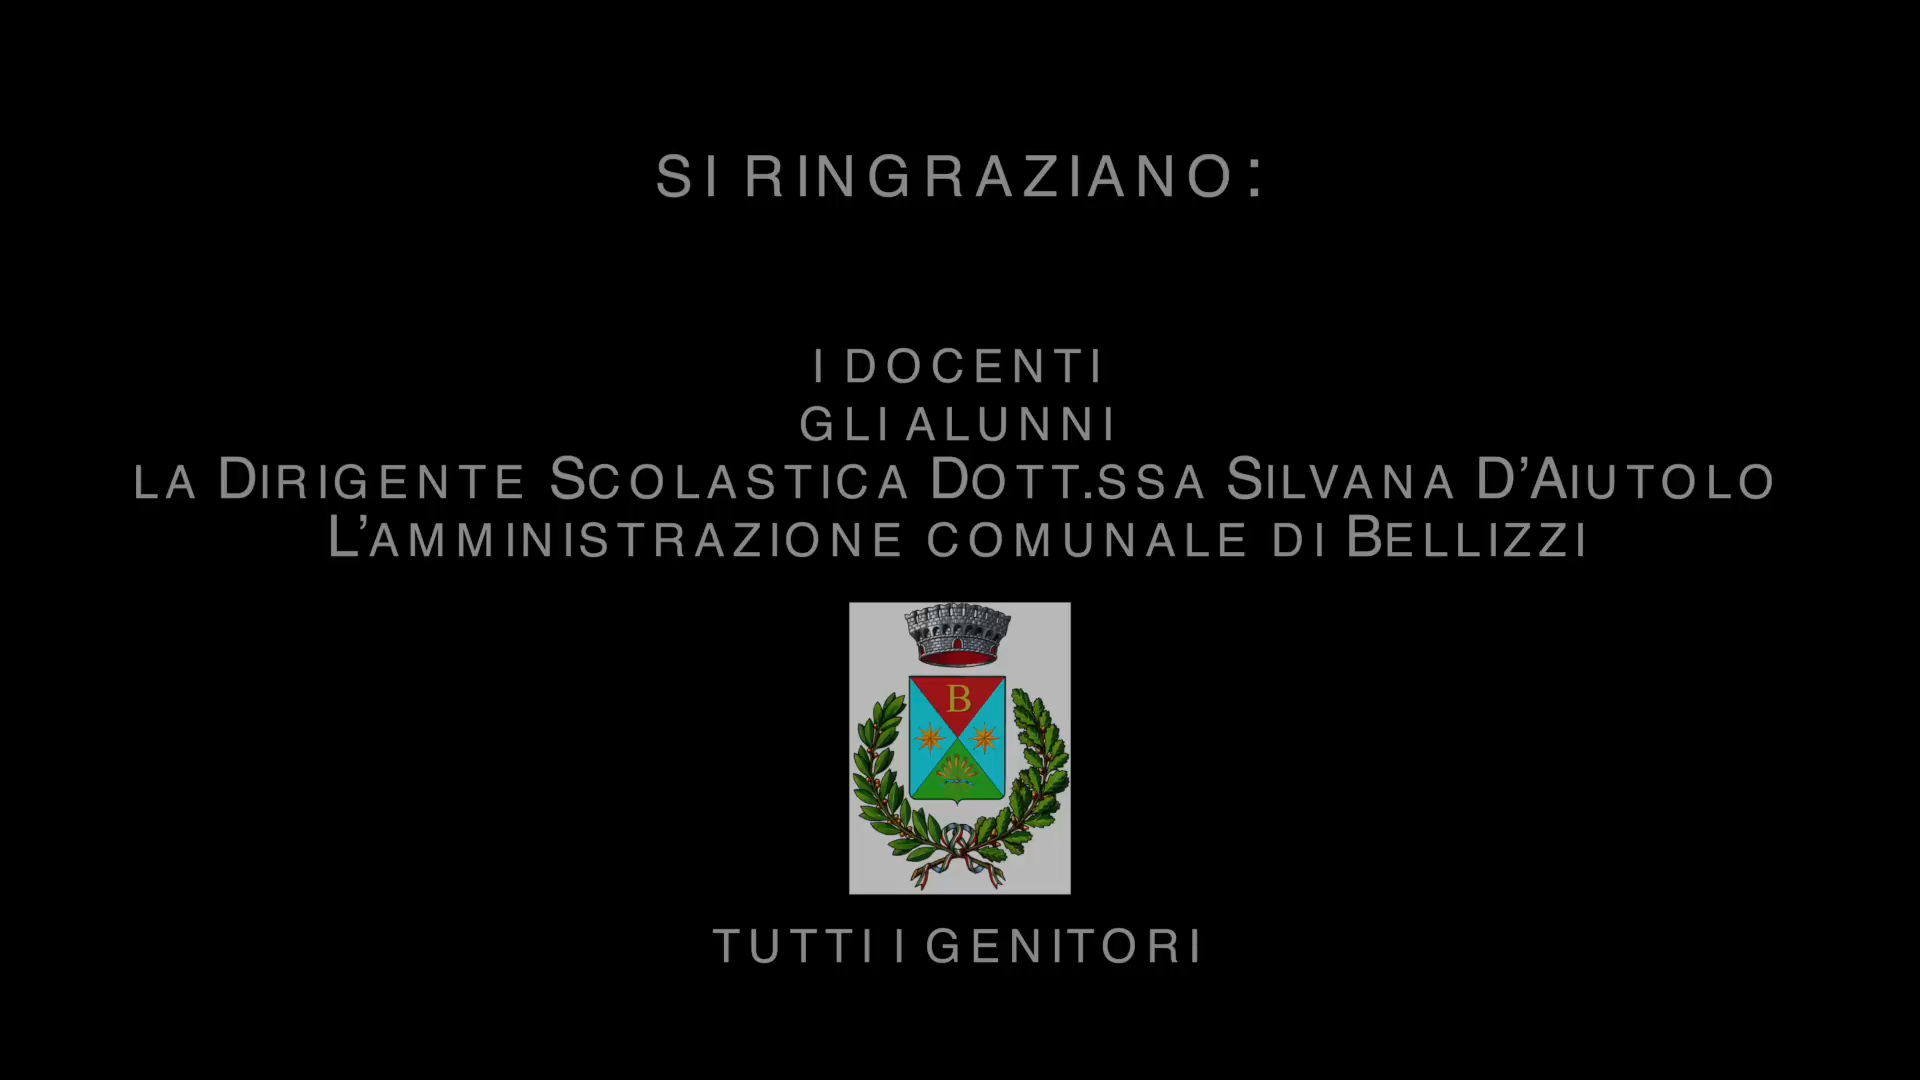 SI RINGRAZIANO:
I DOCENTI
GLI ALUNNI
LA DIRIGENTE SCOLASTICA DOTT.SSA SILVANA D'AIUTOLO
L'AMMINISTRAZIONE COMUNALE DI BELLIZZI
B
TUTTI I GENITORI